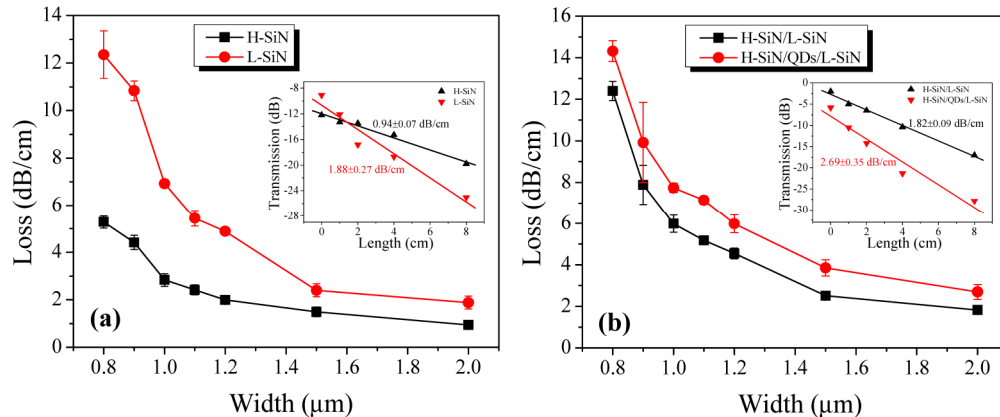 14
12
10
8
6
4
2
0
Loss (dB/cm)
H-SiN
L-SiN
-8
-12
-16
-20
-24
-28
Transmission (dB)
H-SiN
L-SiN
0.94±0.07 dB/cm
1.88±0.27 dB/cm
0 2 4 6 8
Length (cm)
(a)
0.8 1.0 1.2 1.4 1.6 1.8 2.0
Width (μm)
16
14
12
10
8
6
4
2
0
Loss (dB/cm)
H-SiN/L-SiN
H-SiN/QDs/L-SiN
0
-5
-10
-15
-20
-25
-30
Transmission (dB)
H-SiN/L-SiN
H-SiN/QDs/L-SiN
1.82±0.09 dB/cm
2.69±0.35 dB/cm
0 2 4 6 8
Length (cm)
(b)
0.8 1.0 1.2 1.4 1.6 1.8 2.0
Width (μm)